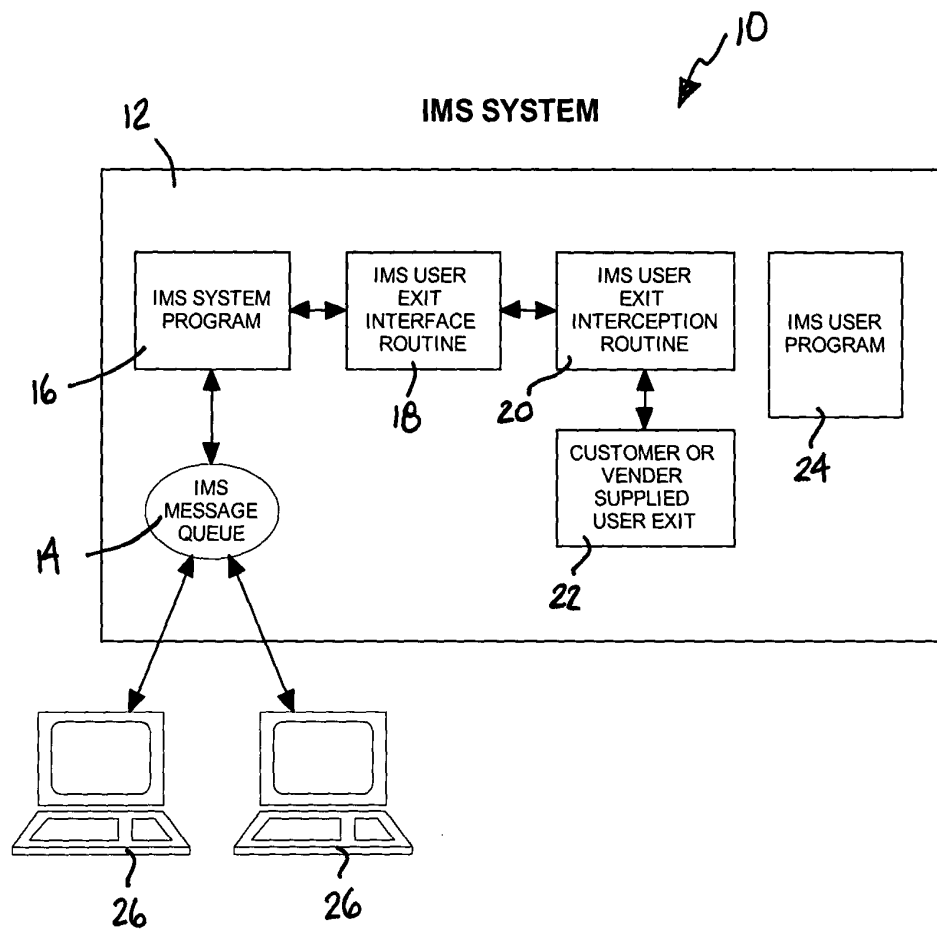 10
IMS SYSTEM
12
IMS SYSTEM
PROGRAM
IMS USER
EXIT
INTERFACE
ROUTINE
IMS USER
EXIT
INTERCEPTION
ROUTINE
IMS USER
PROGRAM
16
18
20
24
IMS
MESSAGE
QUEUE
CUSTOMER OR
VENDER
SUPPLIED
USER EXIT
14
22
26
26